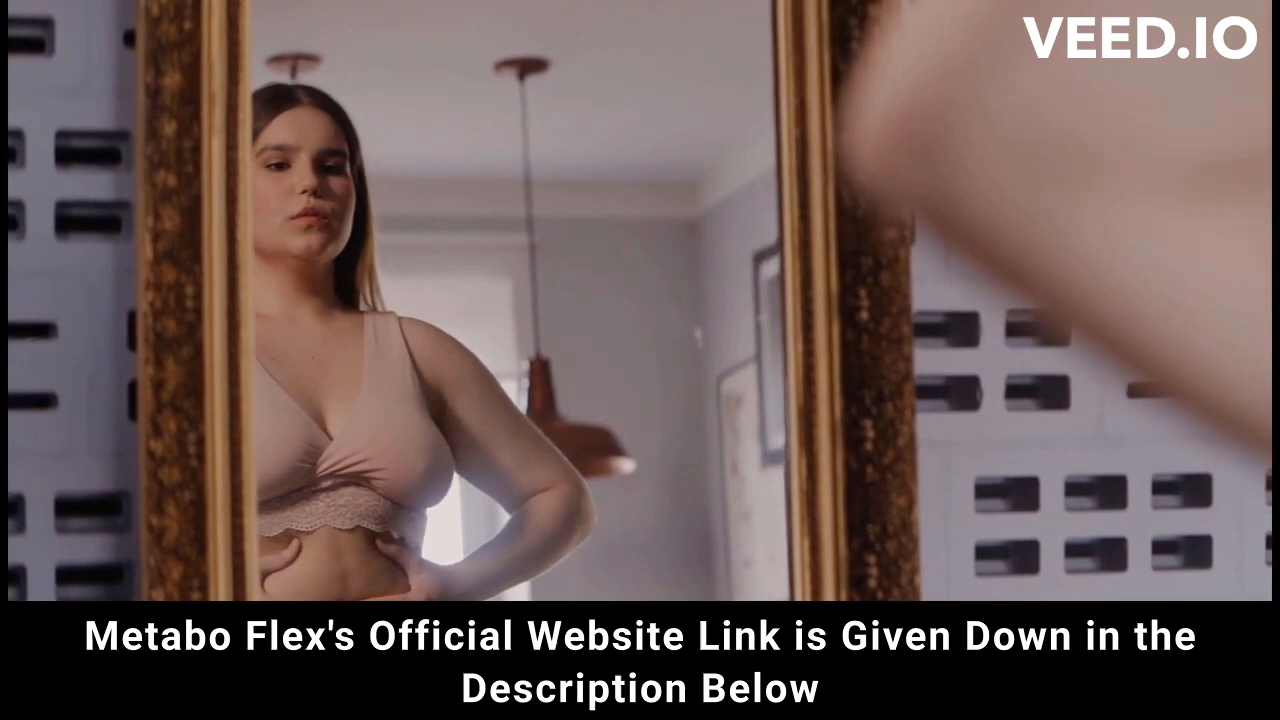 VEED.IO
Metabo Flex's Official Website Link is Given Down in the
Description Below